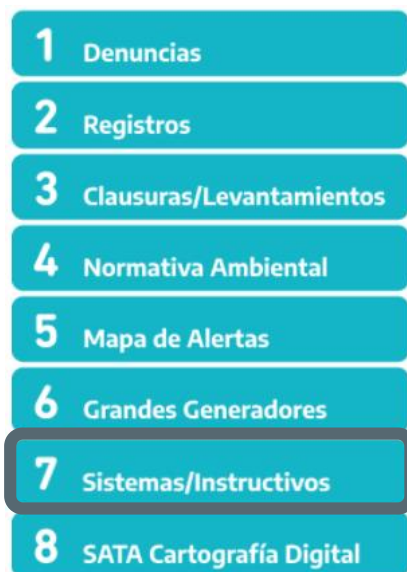 1 Denuncias
2 Registros
3 Clausuras/Levantamientos
4 Normativa Ambiental
5 Mapa de Alertas
6 Grandes Generadores
7 Sistemas/Instructivos
8 SATA Cartografía Digital